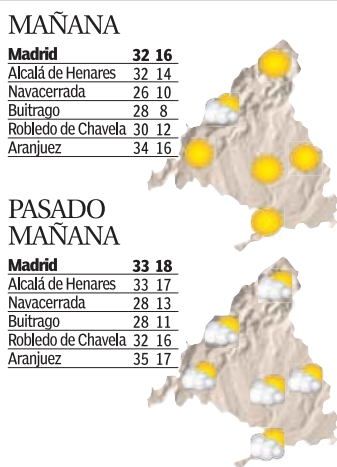 MAÑANA
Madrid 32 16
Alcalá de Henares 32 14
Navacerrada 26 10
Buitrago 28 8
Robledo de Chavela 30 12
Aranjuez 34 16
PASADO
MAÑANA
Madrid 33 18
Alcalá de Henares 33 17
Navacerrada 28 13
Buitrago 28 11
Robledo de Chavela 32 16
Aranjuez 35 17